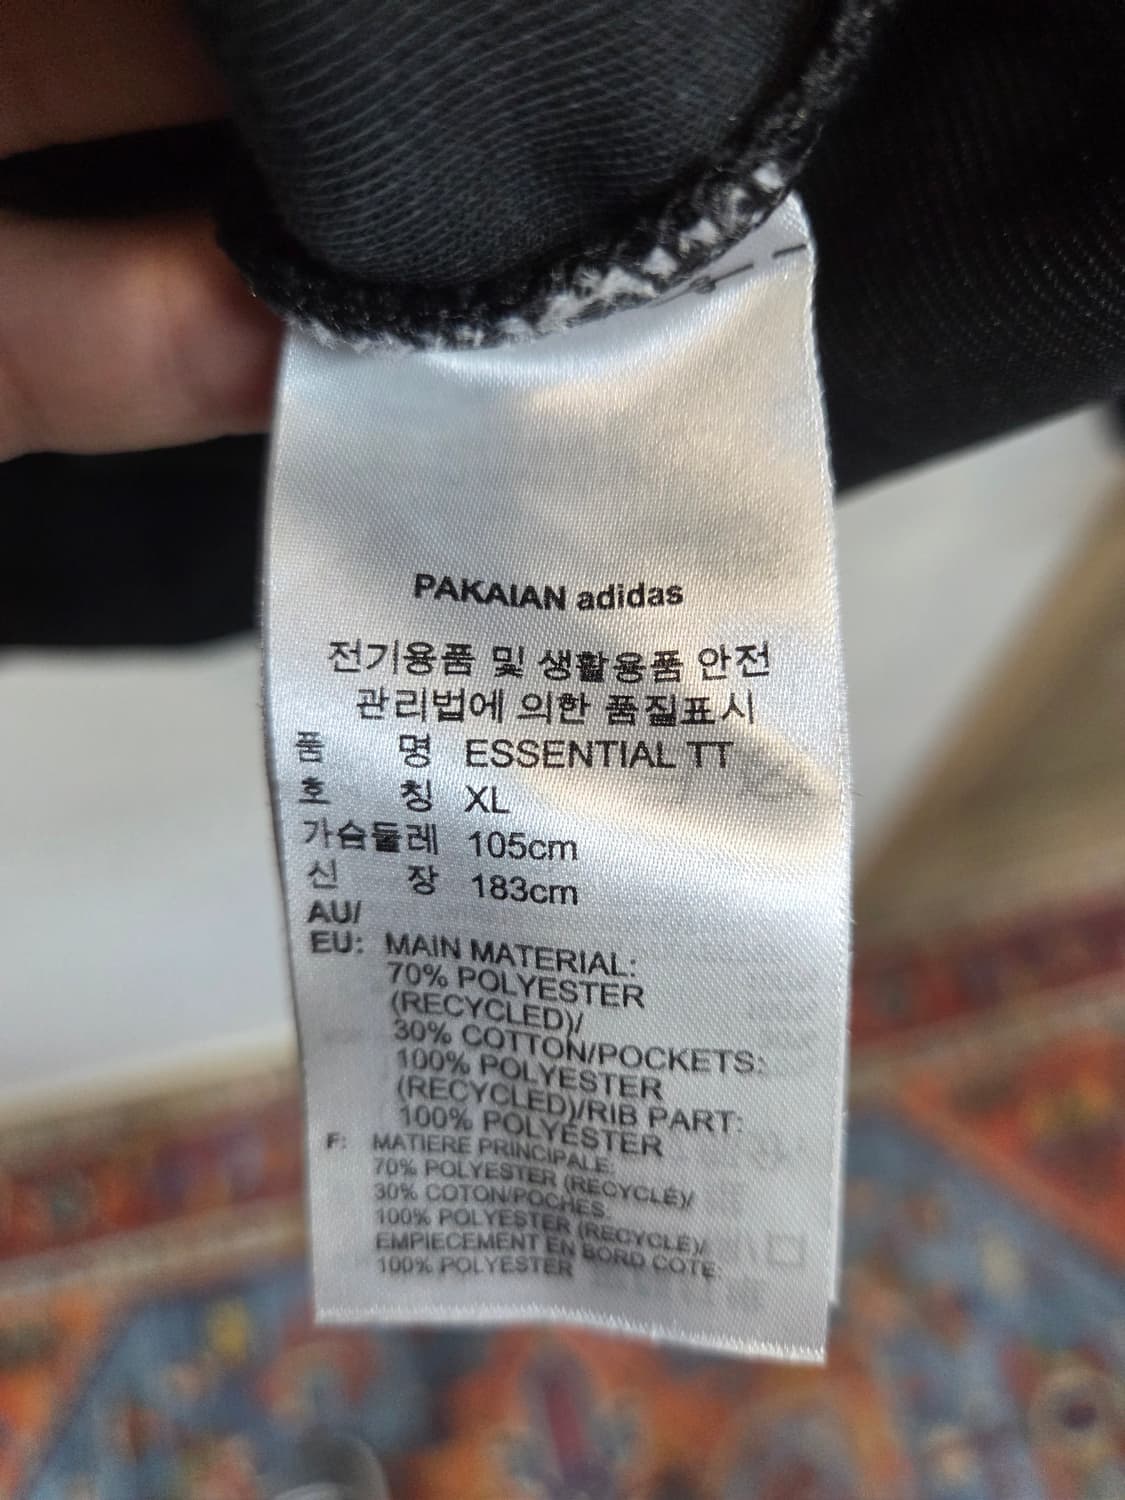 PAKAIAN adidas
전기용품 및 생활용품 안전
관리법에 의한 품질표시
품 명 ESSENTIAL TT
호 칭 XL
가슴둘레 105cm
신 장 183cm
AU/
EU: MAIN MATERIAL:
70% POLYESTER
(RECYCLED)/
30% COTTON/POCKETS:
100% POLYESTER
(RECYCLED)/RIB PART:
100% POLYESTER
F: MATIERE PRINCIPALE:
70% POLYESTER (RECYCLÉ)/
30% COTON/POCHES:
100% POLYESTER (RECYCLÉ)/
EMPIECEMENT EN BORD COTE:
100% POLYESTER